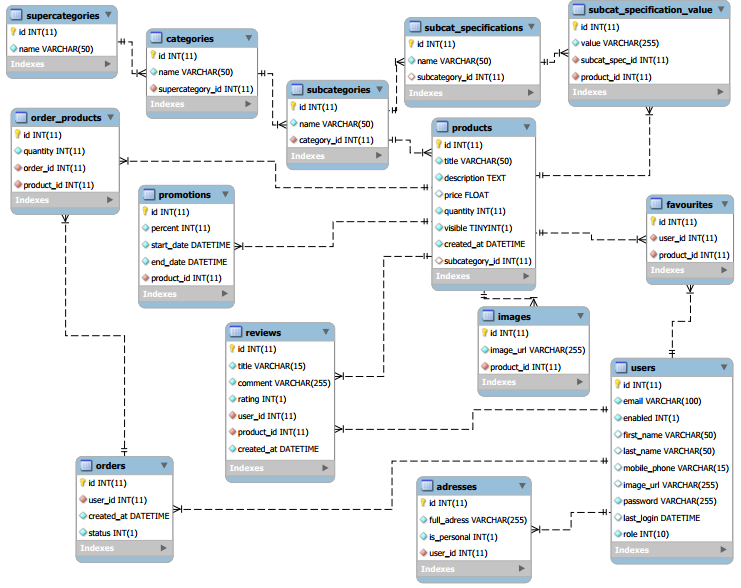 supercategories
id INT(11)
name VARCHAR(50)
Indexes
categories
id INT(11)
name VARCHAR(50)
supercategory_id INT(11)
Indexes
subcategories
id INT(11)
name VARCHAR(50)
category_id INT(11)
Indexes
subcat_specifications
id INT(11)
name VARCHAR(50)
subcategory_id INT(11)
Indexes
subcat_specification_value
id INT(11)
value VARCHAR(255)
subcat_spec_id INT(11)
product_id INT(11)
Indexes
order_products
id INT(11)
quantity INT(11)
order_id INT(11)
product_id INT(11)
Indexes
promotions
id INT(11)
percent INT(11)
start_date DATETIME
end_date DATETIME
product_id INT(11)
Indexes
products
id INT(11)
title VARCHAR(50)
description TEXT
price FLOAT
quantity INT(11)
visible TINYINT(1)
created_at DATETIME
subcategory_id INT(11)
Indexes
favourites
id INT(11)
user_id INT(11)
product_id INT(11)
Indexes
images
id INT(11)
image_url VARCHAR(255)
product_id INT(11)
Indexes
reviews
id INT(11)
title VARCHAR(15)
comment VARCHAR(255)
rating INT(1)
user_id INT(11)
product_id INT(11)
created_at DATETIME
Indexes
users
id INT(11)
email VARCHAR(100)
enabled INT(1)
first_name VARCHAR(50)
last_name VARCHAR(50)
mobile_phone VARCHAR(15)
image_url VARCHAR(255)
password VARCHAR(255)
last_login DATETIME
role INT(10)
Indexes
orders
id INT(11)
user_id INT(11)
created_at DATETIME
status INT(1)
Indexes
adresses
id INT(11)
full_adress VARCHAR(255)
is_personal INT(1)
user_id INT(11)
Indexes